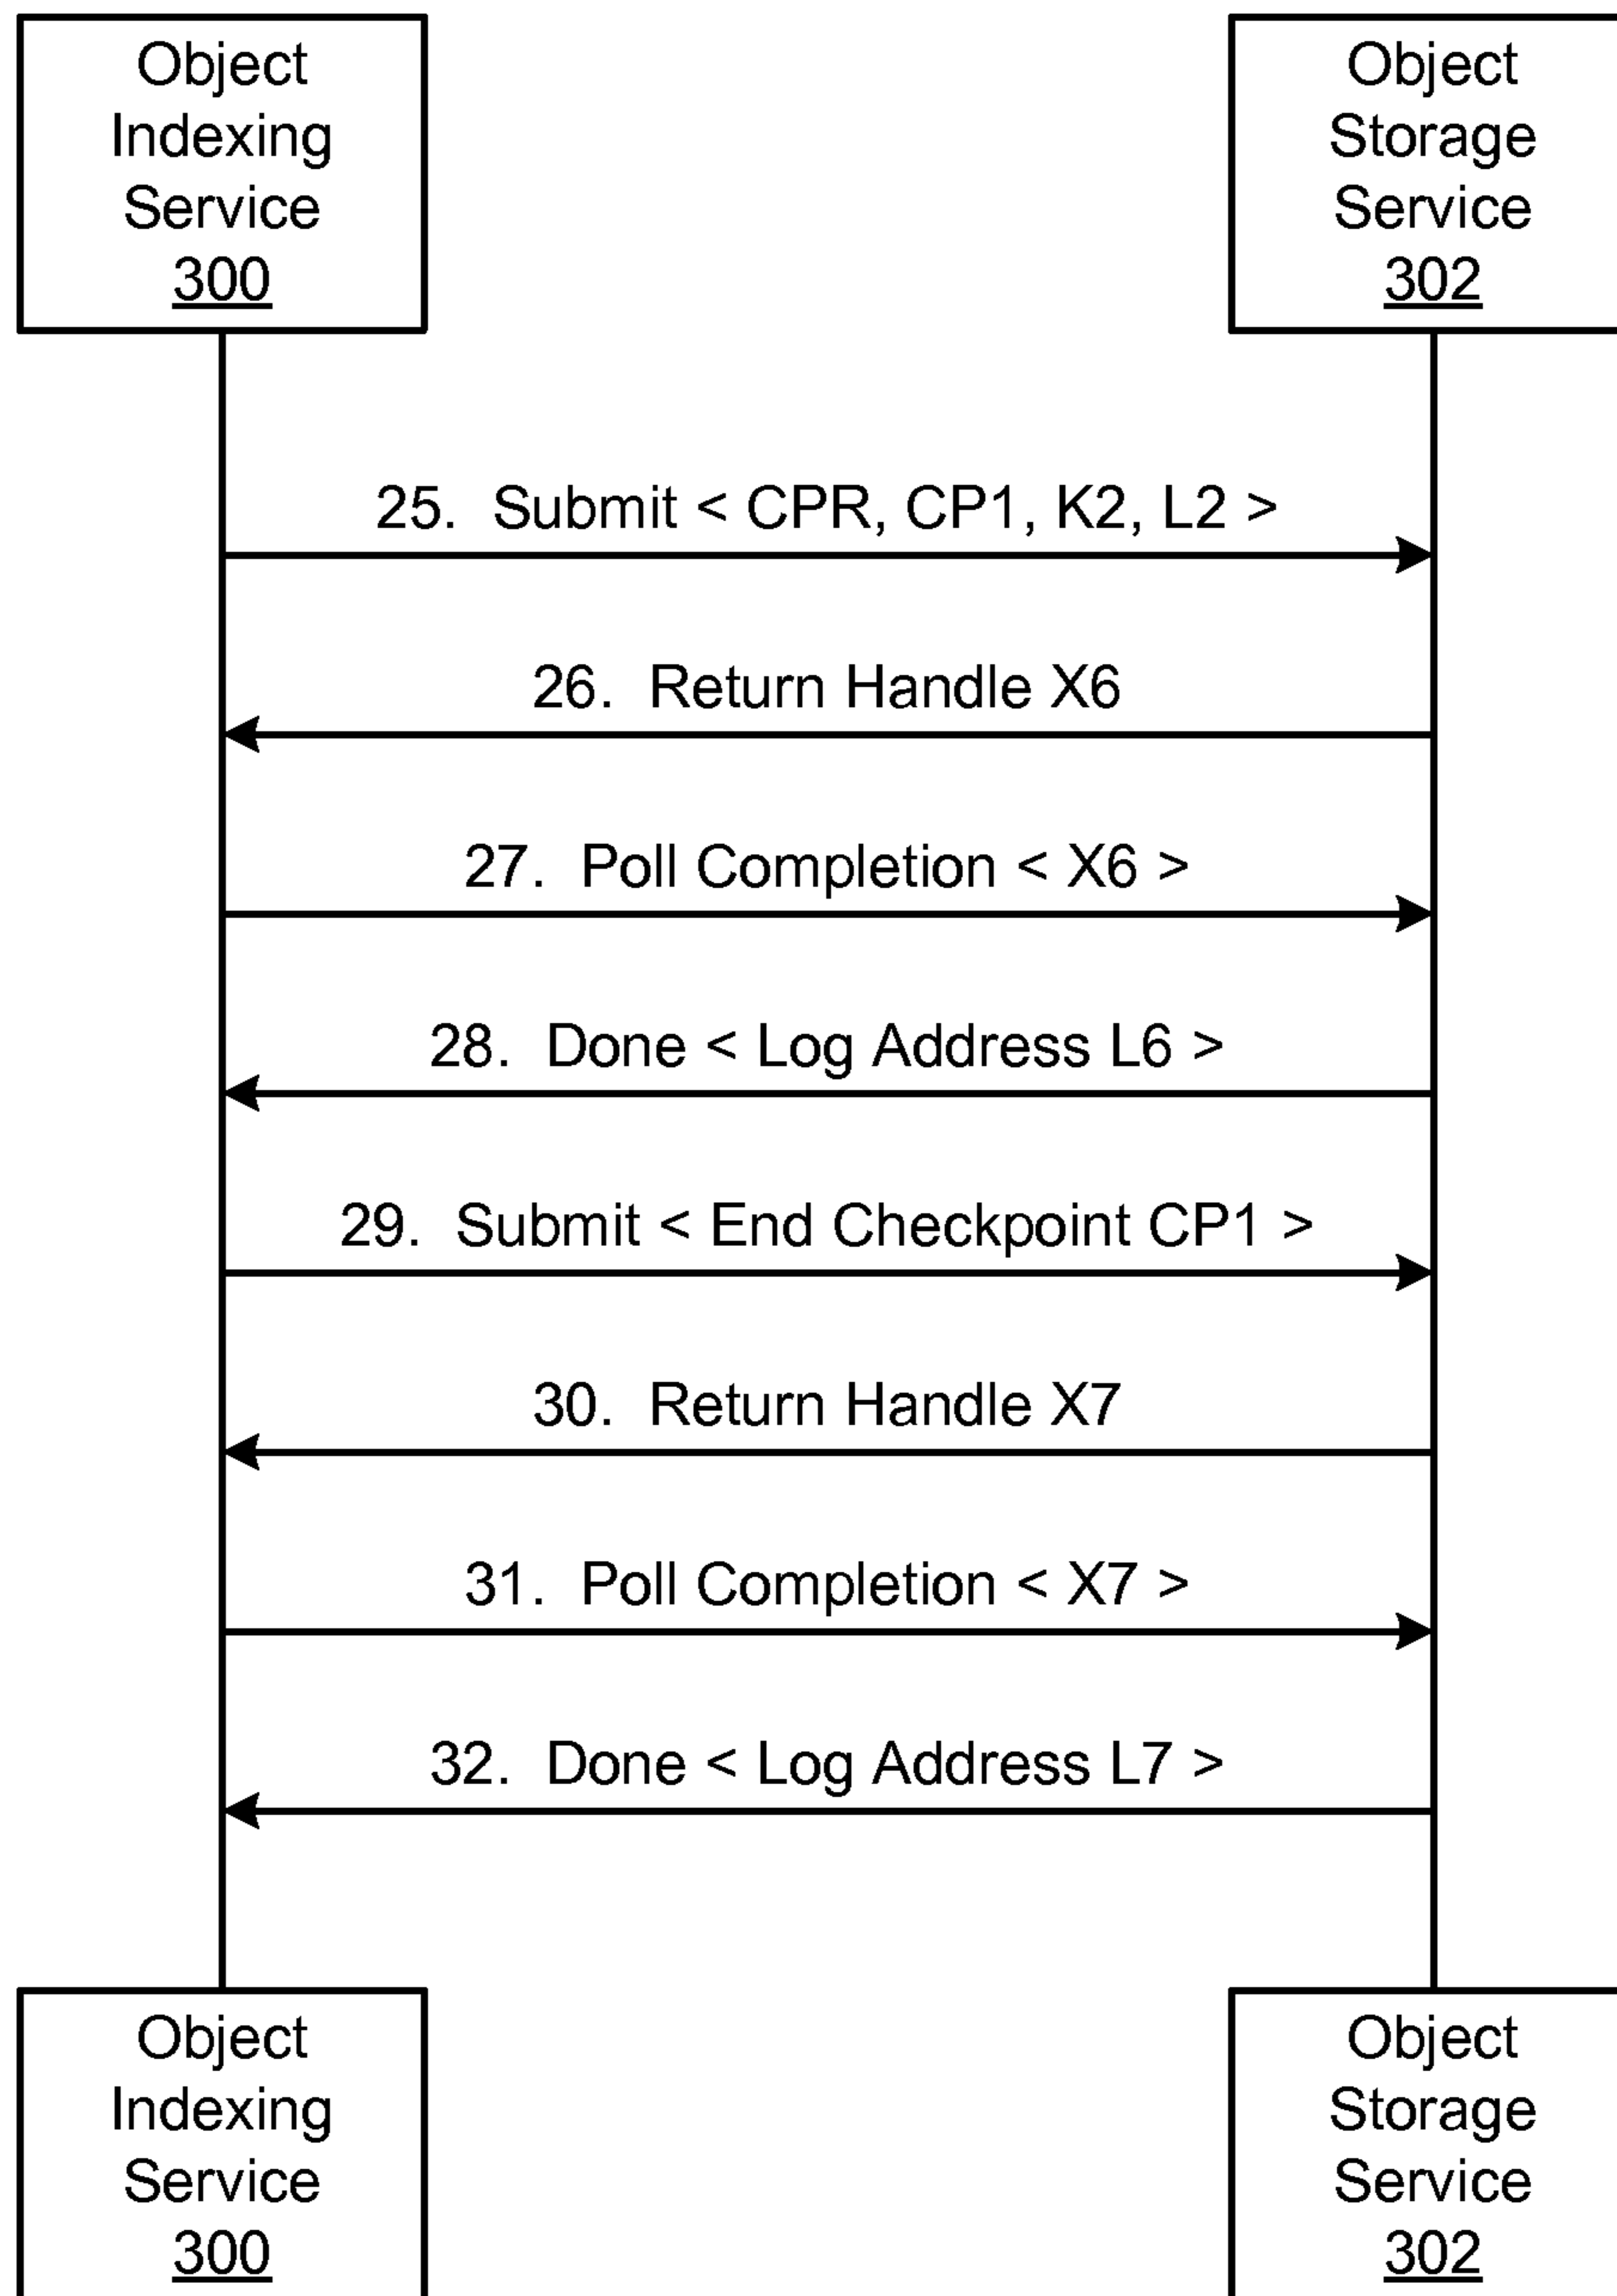 Object
Indexing
Service
300
Object
Storage
Service
302
25. Submit < CPR, CP1, K2, L2 >
26. Return Handle X6
27. Poll Completion < X6 >
28. Done < Log Address L6 >
29. Submit < End Checkpoint CP1 >
30. Return Handle X7
31. Poll Completion < X7 >
32. Done < Log Address L7 >
Object
Indexing
Service
300
Object
Storage
Service
302